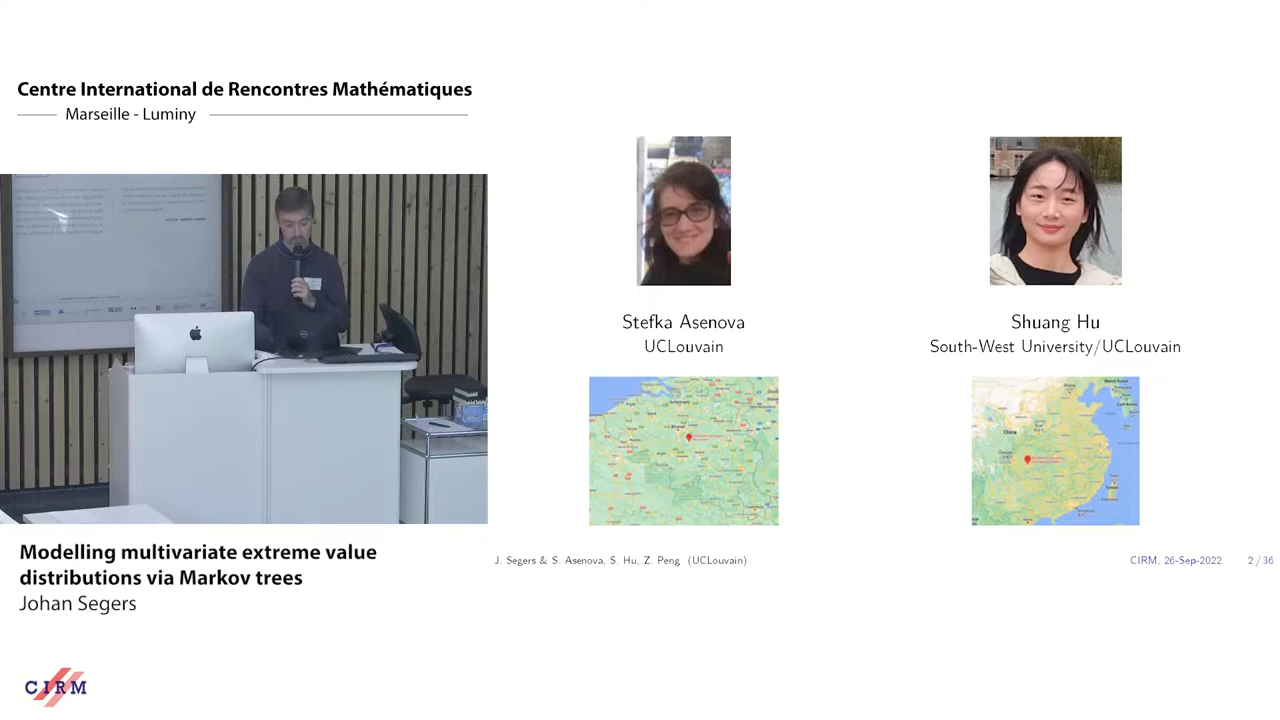 Centre International de Rencontres Mathématiques
Marseille - Luminy
Stefka Asenova
UCLouvain
Shuang Hu
South-West University/UCLouvain
China
J. Segers & S. Asenova, S. Hu, Z. Peng (UCLouvain)
CIRM, 26-Sep-2022
2 / 36
Modelling multivariate extreme value
distributions via Markov trees
Johan Segers
CIRM